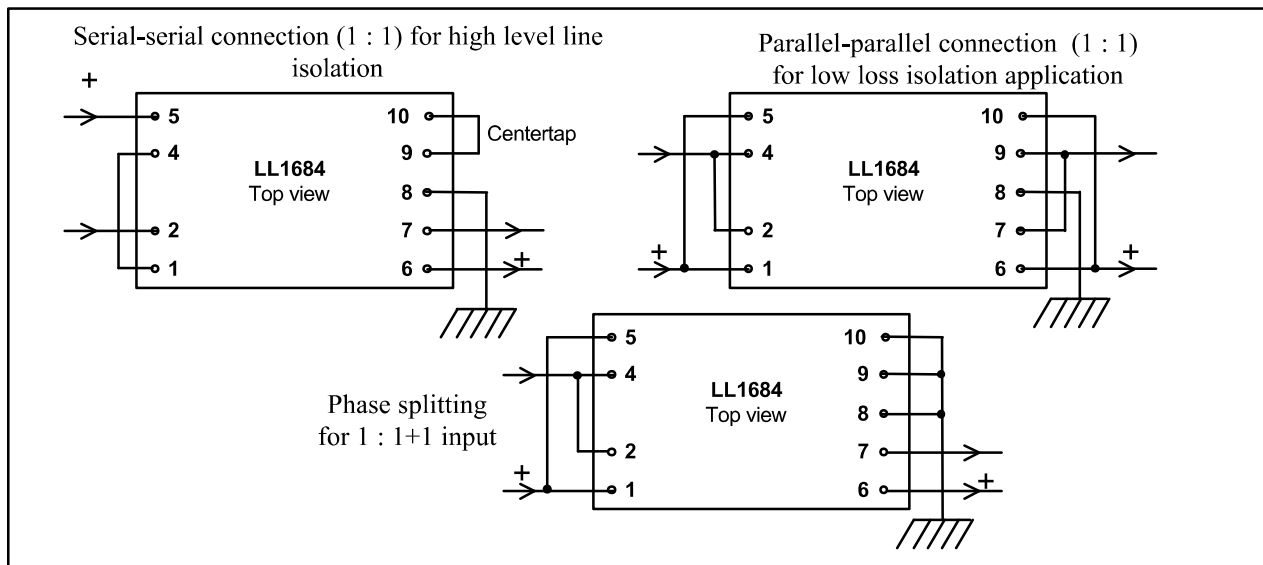 Serial-serial connection (1 : 1) for high level line
isolation
+
5
4
2
1
LL1684
Top view
10
9
8
7
6
Centertap
+
Parallel-parallel connection (1 : 1)
for low loss isolation application
5
4
2
1
+
LL1684
Top view
10
9
8
7
6
+
Phase splitting
for 1 : 1+1 input
+
5
4
2
1
LL1684
Top view
10
9
8
7
6
+